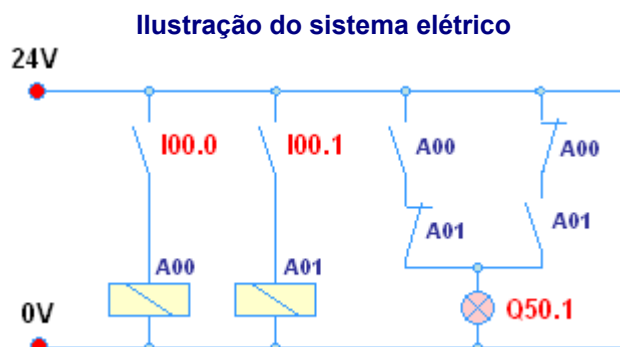 Ilustração do sistema elétrico
24V
I00.0
I00.1
A00
A00
A01
A01
A00
A01
0V
Q50.1